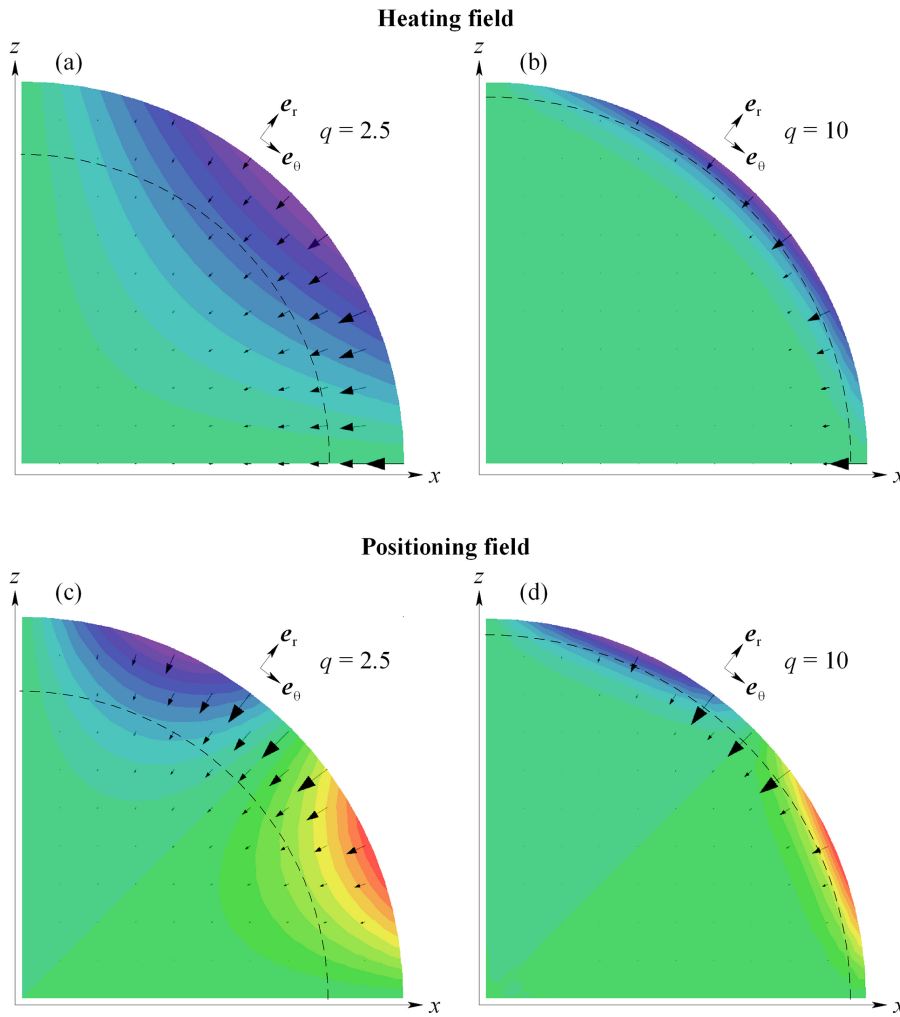 Heating field
z
(a)
e_r
e_θ
q = 2.5
x
z
(b)
e_r
e_θ
q = 10
x
Positioning field
z
(c)
e_r
e_θ
q = 2.5
x
z
(d)
e_r
e_θ
q = 10
x